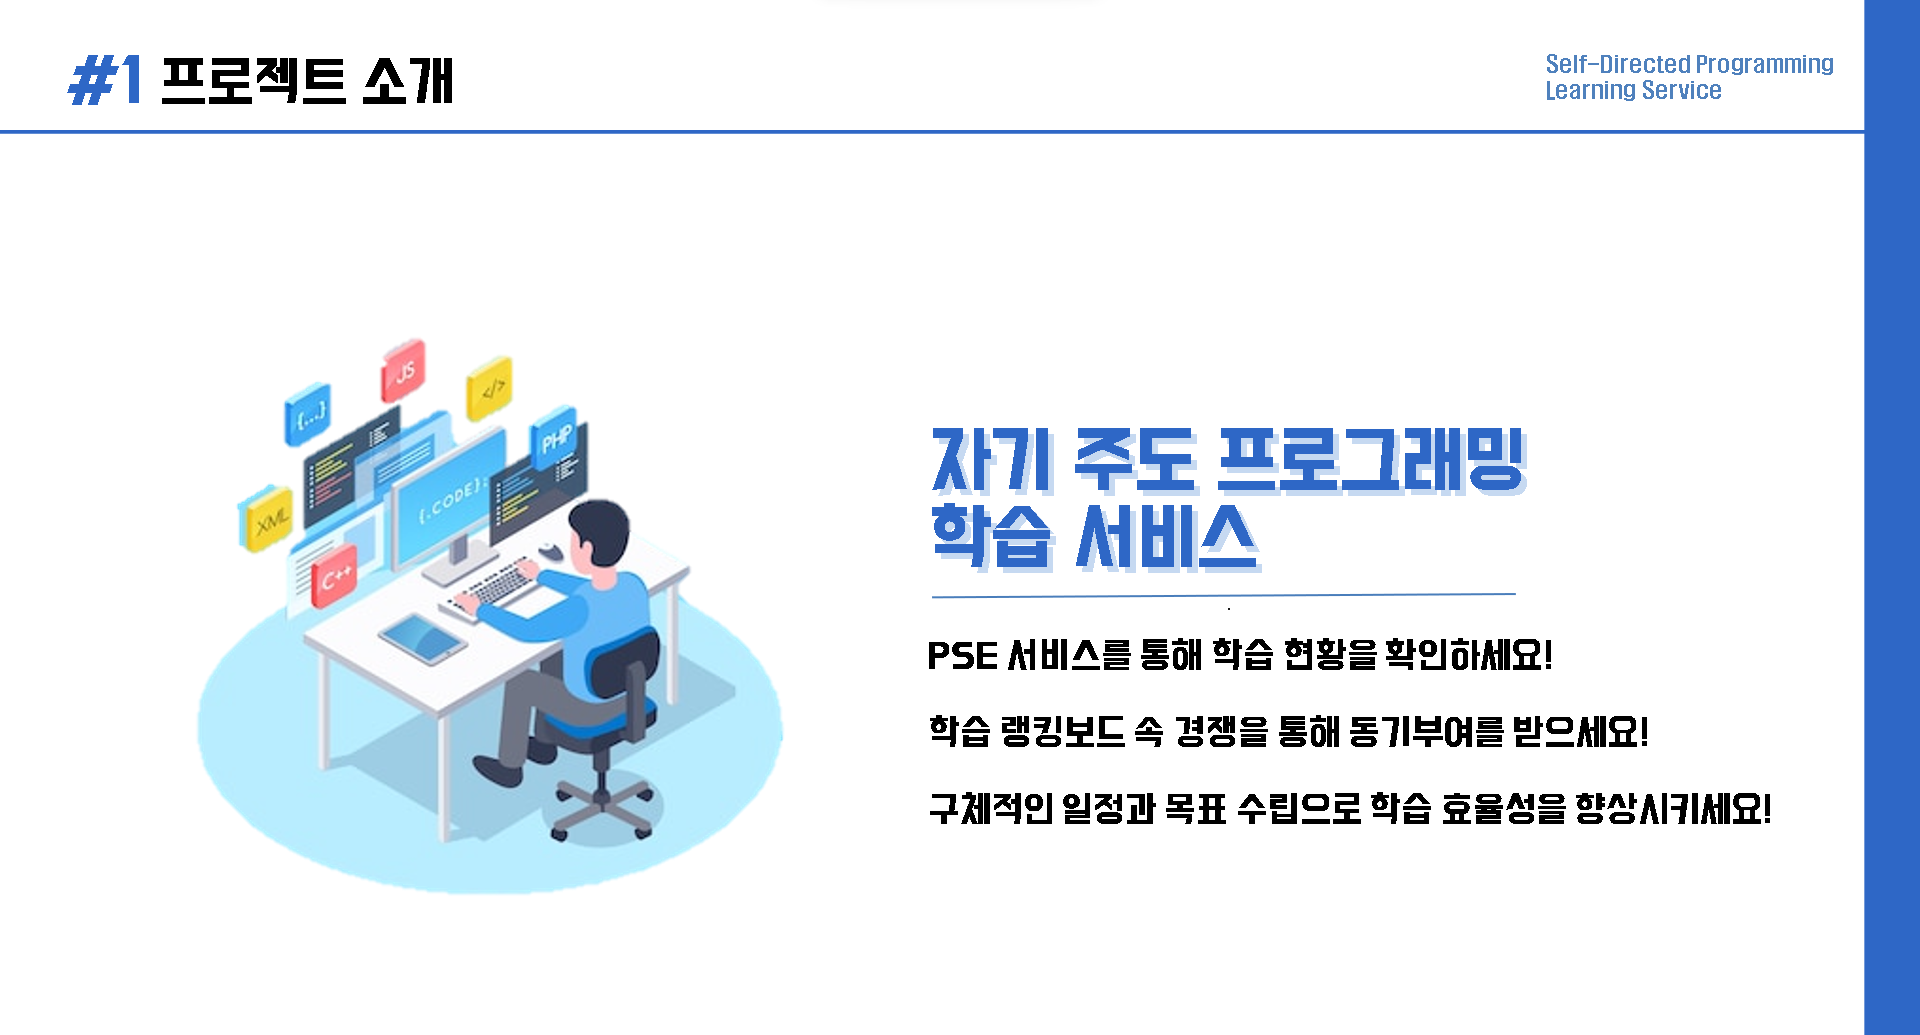 #1 프로젝트 소개
Self-Directed Programming
Learning Service
JS
</>
{...}
PHP
{.CODE};
XML
C++
자기 주도 프로그래밍
학습 서비스
PSE 서비스를 통해 학습 현황을 확인하세요!
학습 랭킹보드 속 경쟁을 통해 동기부여를 받으세요!
구체적인 일정과 목표 수립으로 학습 효율성을 향상시키세요!